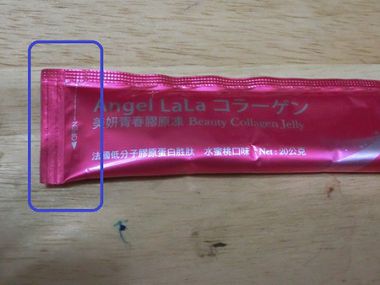 Angel LaLa コラーゲン
美妍青春膠原凍 Beauty Collagen Jelly
法國低分子膠原蛋白胜肽 水蜜桃口味 Net : 20公克